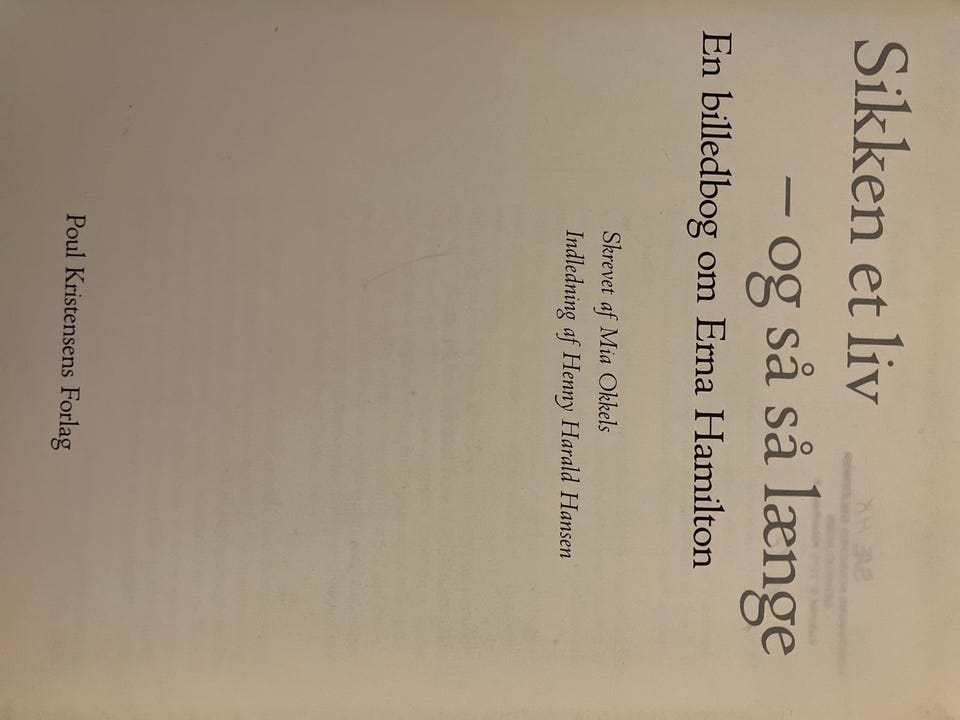 Sikken et liv
– og så så længe
En billedbog om Erna Hamilton
Skrevet af Mia Okkels
Indledning af Henny Harald Hansen
Poul Kristensens Forlag